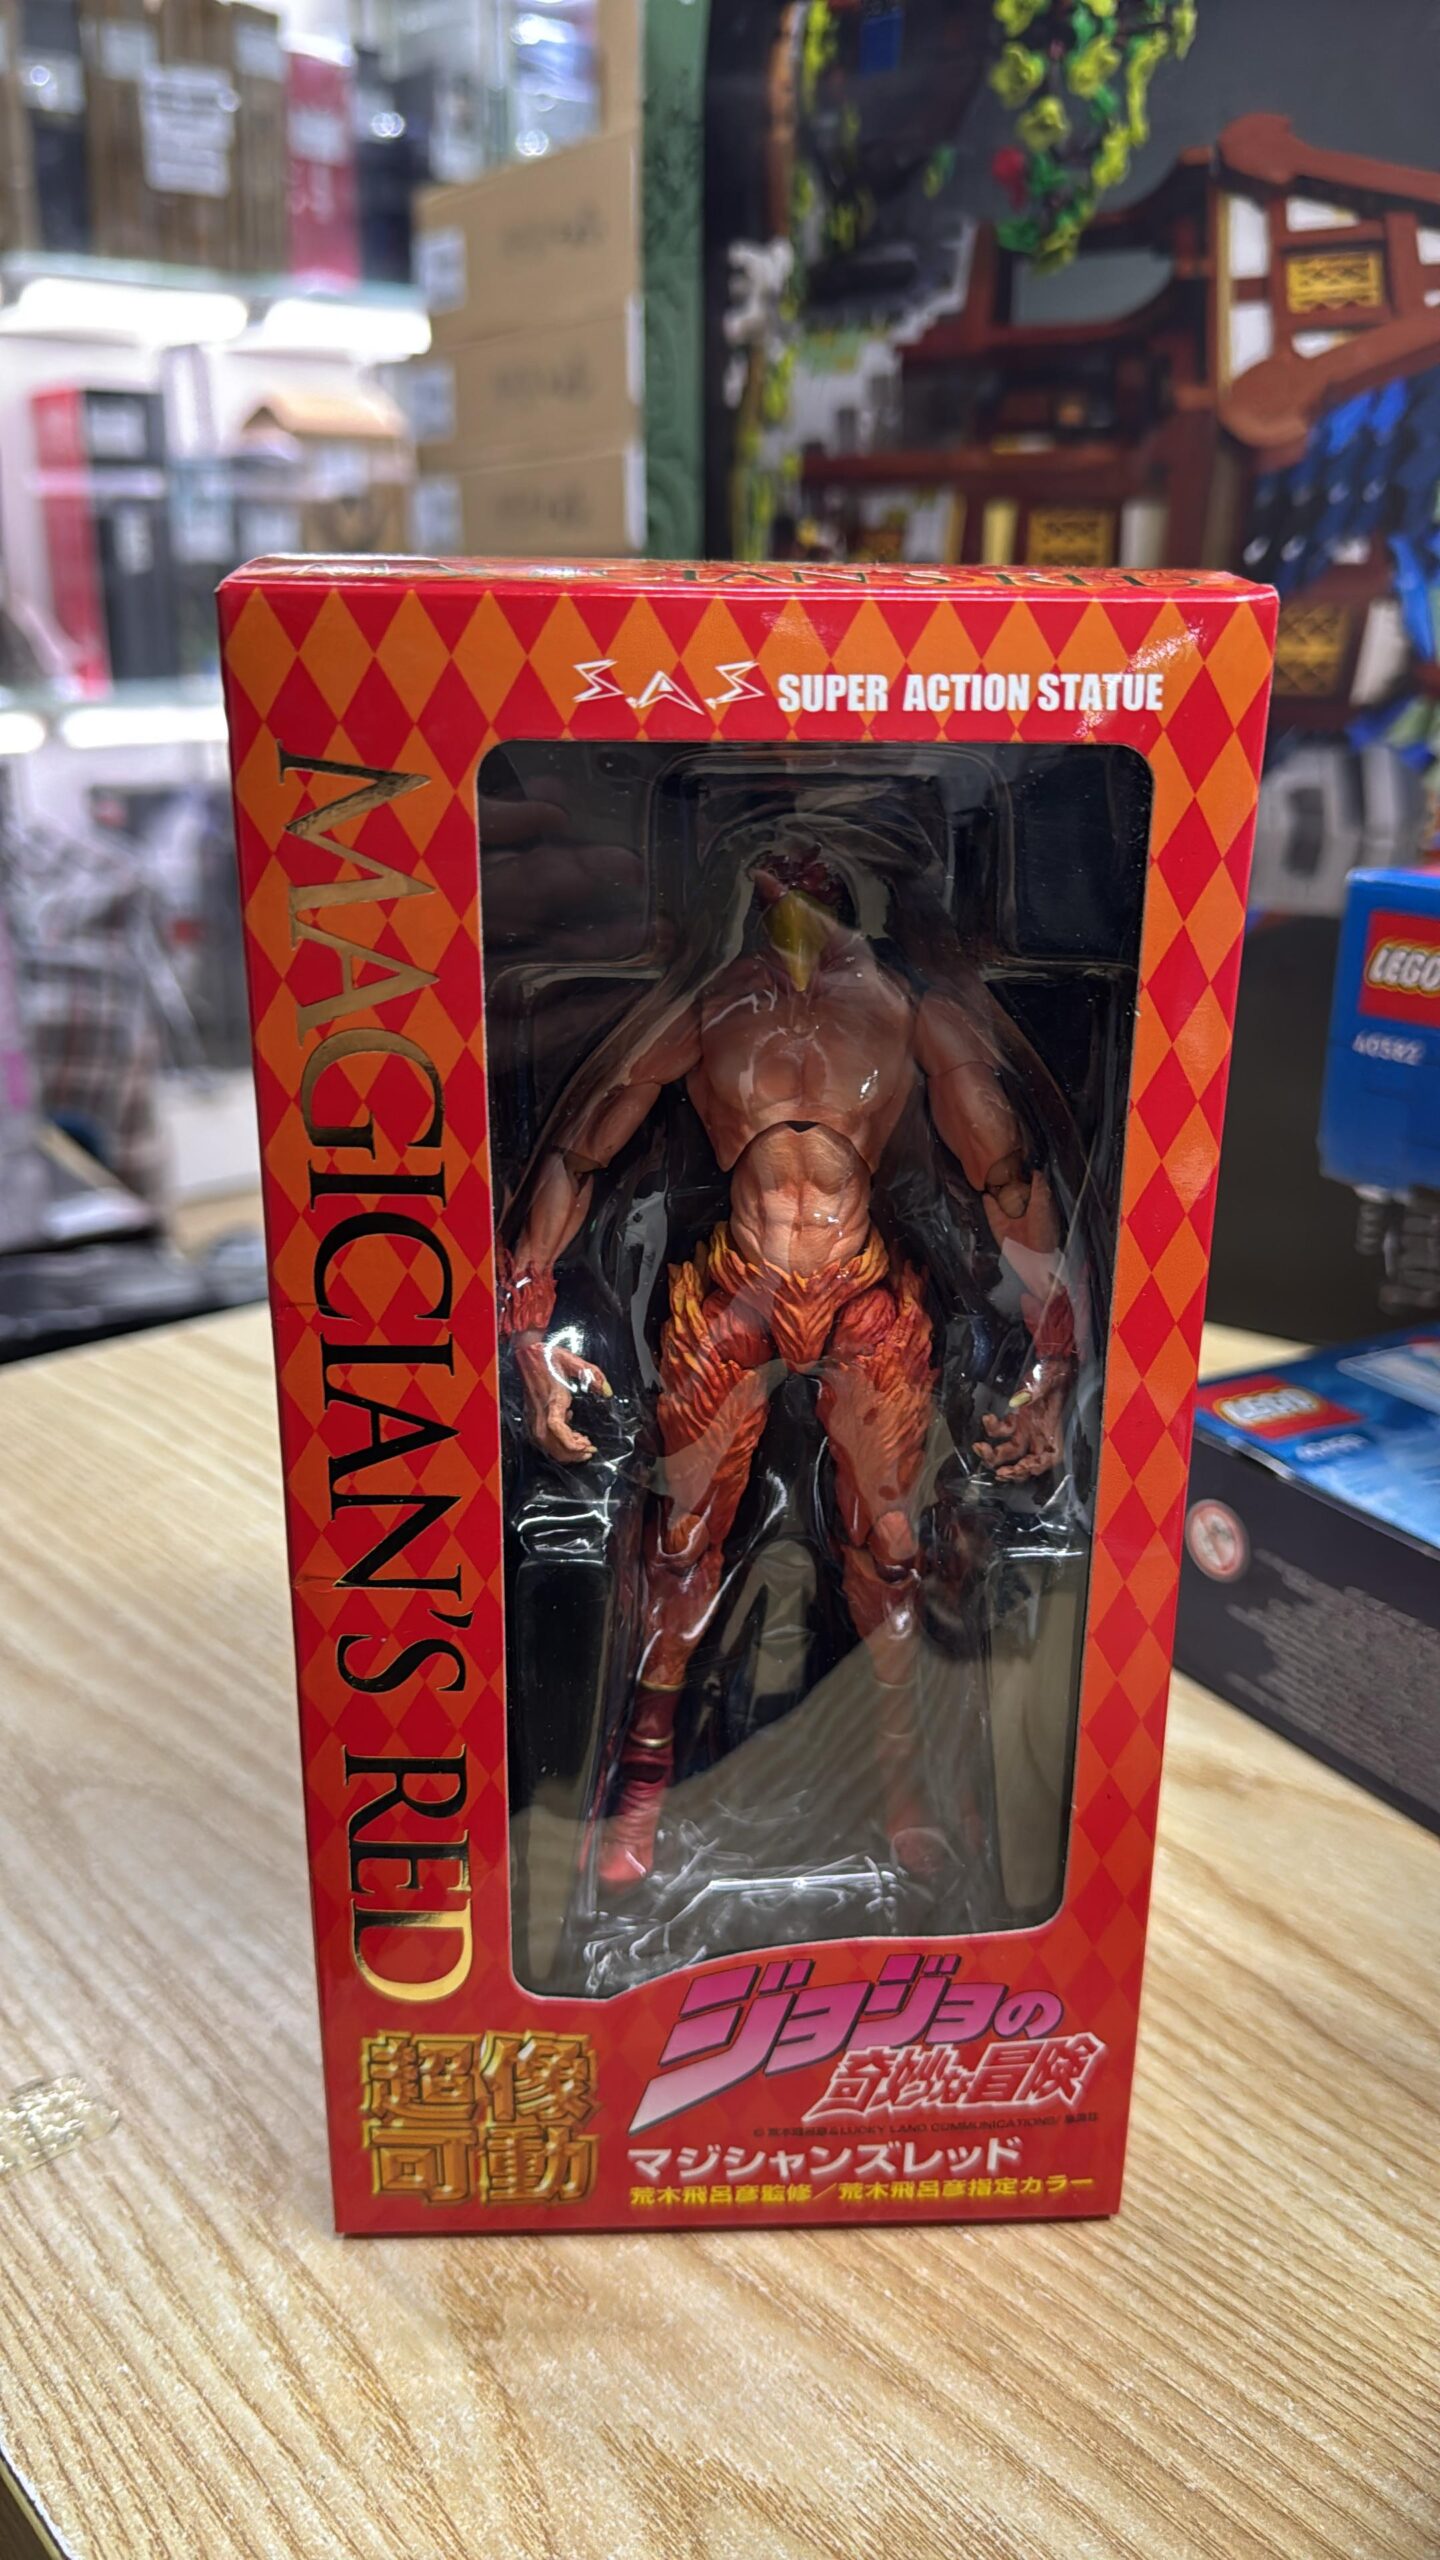 S.A.S SUPER ACTION STATUE
MAGICIAN'S RED
ジョジョの
奇妙な冒険
超像
可動
マジシャンズレッド
荒木飛呂彦監修/荒木飛呂彦指定カラー
LEGO
40582
LEGO